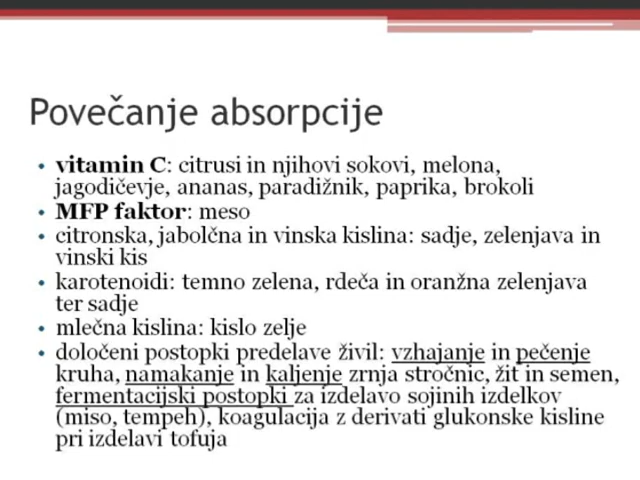 Povečanje absorpcije
• vitamin C: citrusi in njihovi sokovi, melona,
jagodičevje, ananas, paradižnik, paprika, brokoli
• MFP faktor: meso
• citronska, jabolčna in vinska kislina: sadje, zelenjava in
vinski kis
• karotenoidi: temno zelena, rdeča in oranžna zelenjava
ter sadje
• mlečna kislina: kislo zelje
• določeni postopki predelave živil: vzhajanje in pečenje
kruha, namakanje in kaljenje zrnja stročnic, žit in semen,
fermentacijski postopki za izdelavo sojinih izdelkov
(miso, tempeh), koagulacija z derivati glukonske kisline
pri izdelavi tofuja